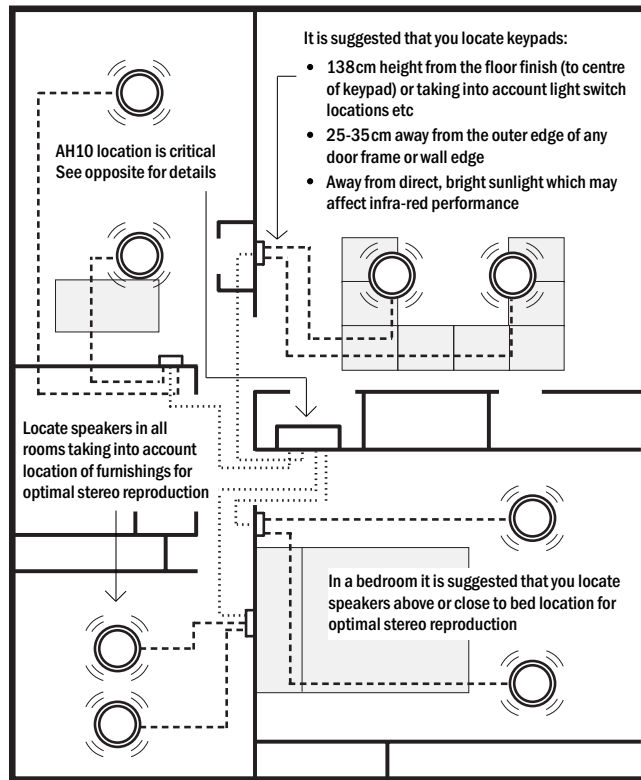 It is suggested that you locate keypads:
• 138cm height from the floor finish (to centre
of keypad) or taking into account light switch
locations etc
• 25-35cm away from the outer edge of any
door frame or wall edge
• Away from direct, bright sunlight which may
affect infra-red performance
AH10 location is critical
See opposite for details
Locate speakers in all
rooms taking into account
location of furnishings for
optimal stereo reproduction
In a bedroom it is suggested that you locate
speakers above or close to bed location for
optimal stereo reproduction